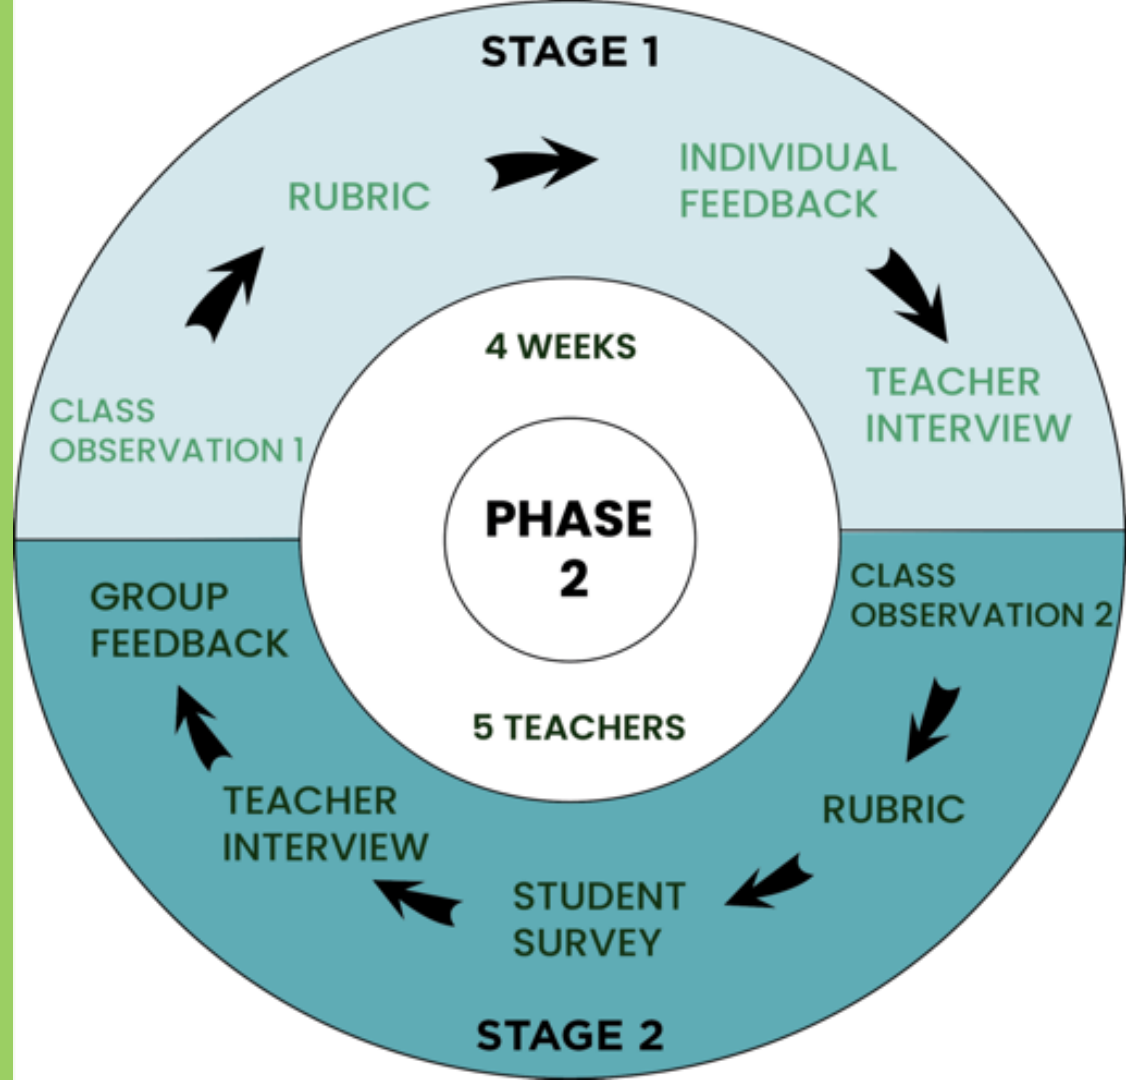 STAGE 1
CLASS
OBSERVATION 1
RUBRIC
INDIVIDUAL
FEEDBACK
TEACHER
INTERVIEW
4 WEEKS
PHASE
2
5 TEACHERS
CLASS
OBSERVATION 2
RUBRIC
STUDENT
SURVEY
TEACHER
INTERVIEW
GROUP
FEEDBACK
STAGE 2